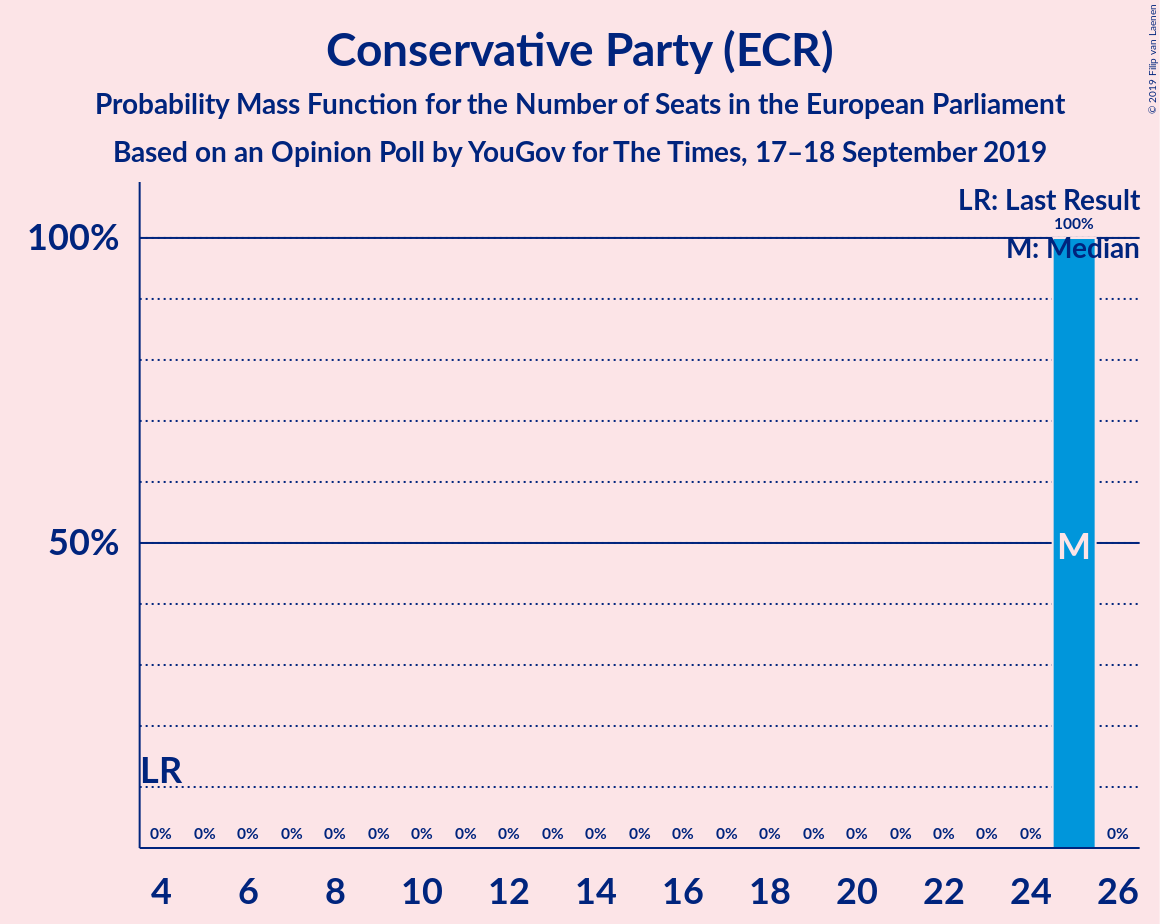 Conservative Party (ECR)
Probability Mass Function for the Number of Seats in the European Parliament
Based on an Opinion Poll by YouGov for The Times, 17–18 September 2019
© 2019 Filip van Laenen
LR: Last Result
100%
M: Median
100%
50%
M
LR
0% 0% 0% 0% 0% 0% 0% 0% 0% 0% 0% 0% 0% 0% 0% 0% 0% 0% 0% 0% 0% 0%
4 6 8 10 12 14 16 18 20 22 24 26